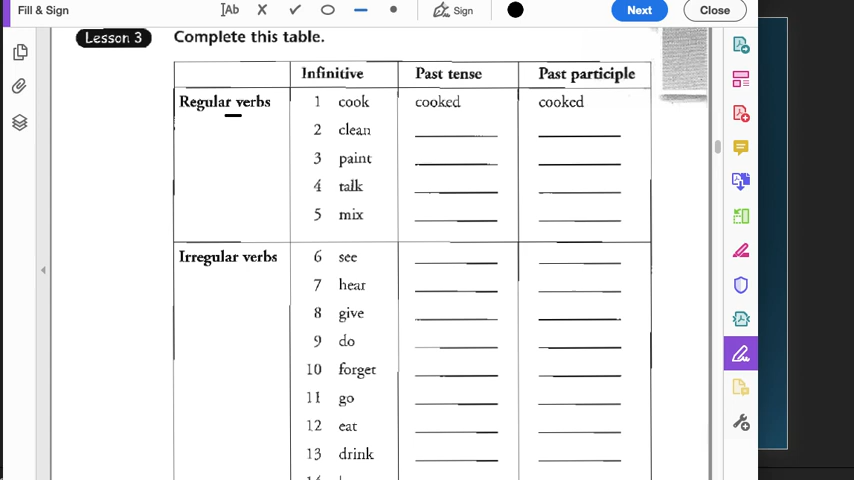 Fill & Sign
IAb
Sign
Next
Close
Lesson 3 Complete this table.
Infinitive Past tense Past participle
Regular verbs 1 cook cooked cooked
2 clean
3 paint
4 talk
5 mix
Irregular verbs 6 see
7 hear
8 give
9 do
10 forget
11 go
12 eat
13 drink